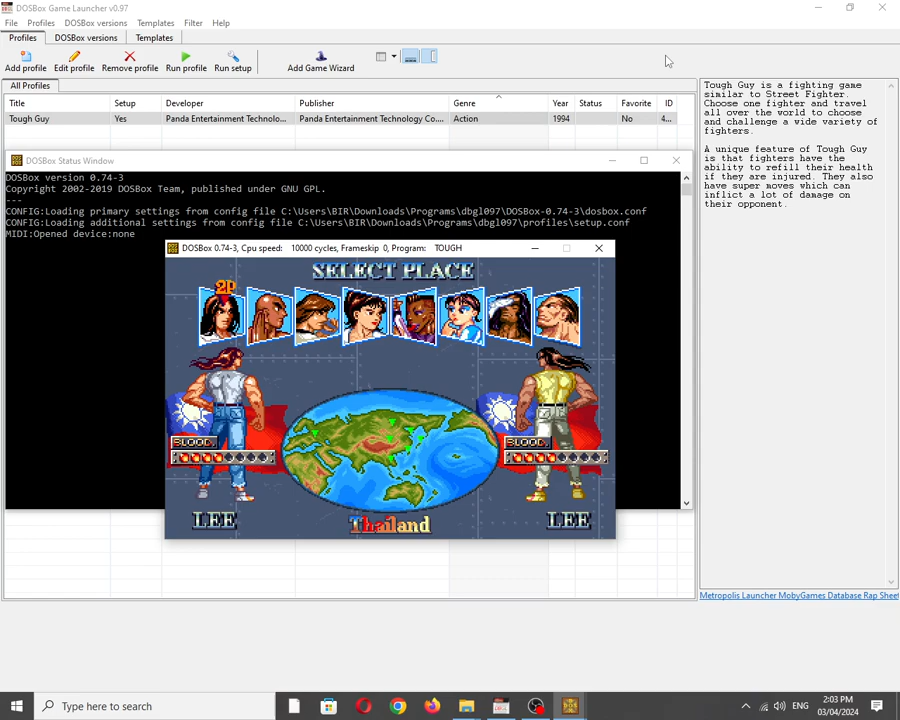 DOSBox Game Launcher v0.97
File Profiles DOSBox versions Templates Filter Help
Profiles DOSBox versions Templates
Add profile Edit profile Remove profile Run profile Run setup Add Game Wizard
All Profiles
Title Setup Developer Publisher Genre Year Status Favorite ID
Tough Guy Yes Panda Entertainment Technolo... Panda Entertainment Technology Co.... Action 1994 No 4...
Tough Guy is a fighting game
similar to Street Fighter.
Choose one fighter and travel
all over the world to choose
and challenge a wide variety of
fighters.
A unique feature of Tough Guy
is that fighters have the
ability to refill their health
if they are injured. They also
have super moves which can
inflict a lot of damage on
their opponent.
DOSBox Status Window
DOSBox version 0.74-3
Copyright 2002-2019 DOSBox Team, published under GNU GPL.
---
CONFIG:Loading primary settings from config file C:\Users\BIR\Downloads\Programs\dbgl097\DOSBox-0.74-3\dosbox.conf
CONFIG:Loading additional settings from config file C:\Users\BIR\Downloads\Programs\dbgl097\profiles\setup.conf
MIDI:Opened device:none
DOSBox 0.74-3, Cpu speed: 10000 cycles, Frameskip 0, Program: TOUGH
SELECT PLACE
2P
BLOOD. BLOOD.
LEE Thailand LEE
Metropolis Launcher MobyGames Database Rap Sheet
Type here to search
2:03 PM
03/04/2024